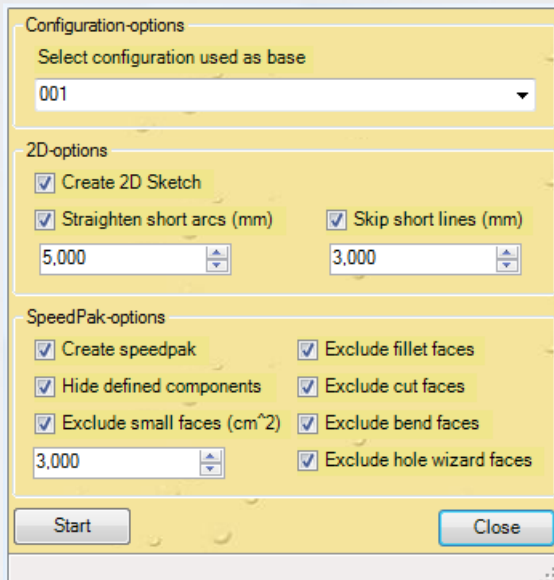 Configuration-options
Select configuration used as base
001
2D-options
Create 2D Sketch
Straighten short arcs (mm) Skip short lines (mm)
5,000 3,000
SpeedPak-options
Create speedpak Exclude fillet faces
Hide defined components Exclude cut faces
Exclude small faces (cm^2) Exclude bend faces
3,000 Exclude hole wizard faces
Start Close